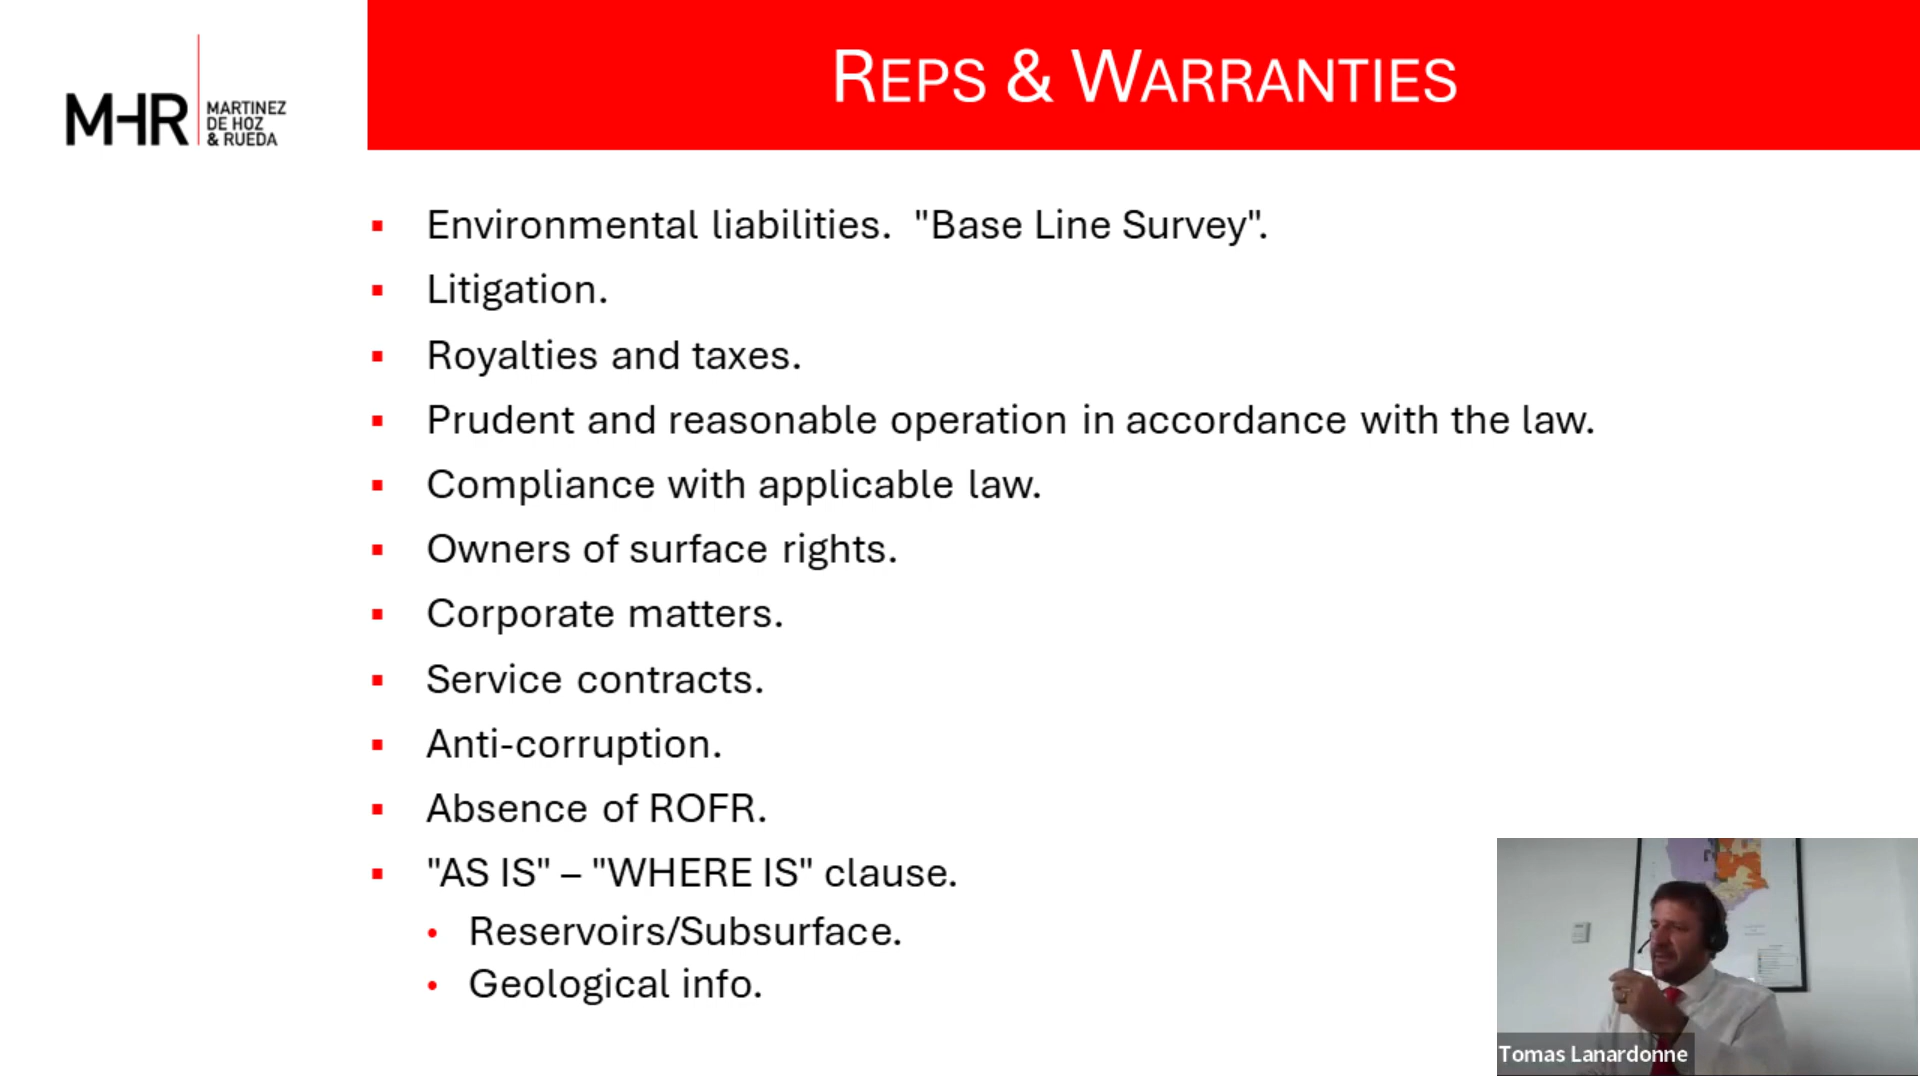 MHR
MARTINEZ
DE HOZ
& RUEDA
REPS & WARRANTIES
Environmental liabilities.  "Base Line Survey".
Litigation.
Royalties and taxes.
Prudent and reasonable operation in accordance with the law.
Compliance with applicable law.
Owners of surface rights.
Corporate matters.
Service contracts.
Anti-corruption.
Absence of ROFR.
"AS IS" – "WHERE IS" clause.
Reservoirs/Subsurface.
Geological info.
Tomas Lanardonne